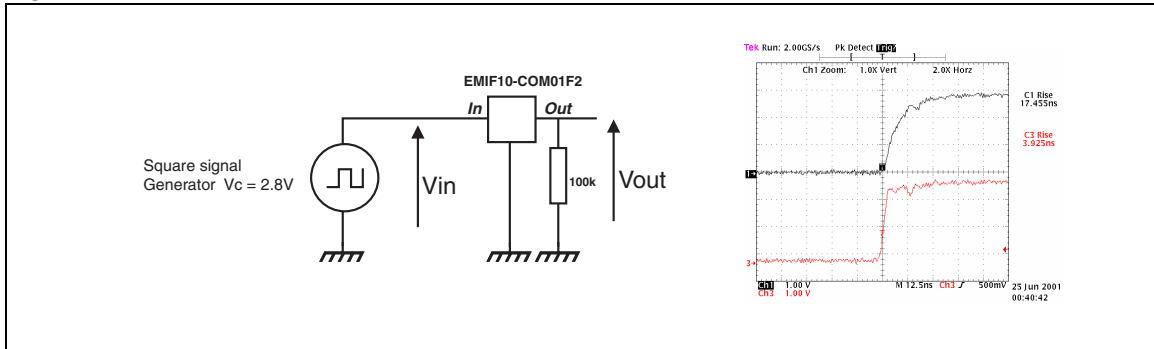 EMIF10-COM01F2
In Out
Square signal
Generator Vc = 2.8V
Vin
100k
Vout
Tek Run: 2.00GS/s Pk Detect Trig?
Ch1 Zoom: 1.0X Vert 2.0X Horz
C1 Rise
17.455ns
C3 Rise
3.925ns
1
3
Ch1 1.00 V M 12.5ns Ch3 500mV
Ch3 1.00 V
25 Jun 2001
00:40:42